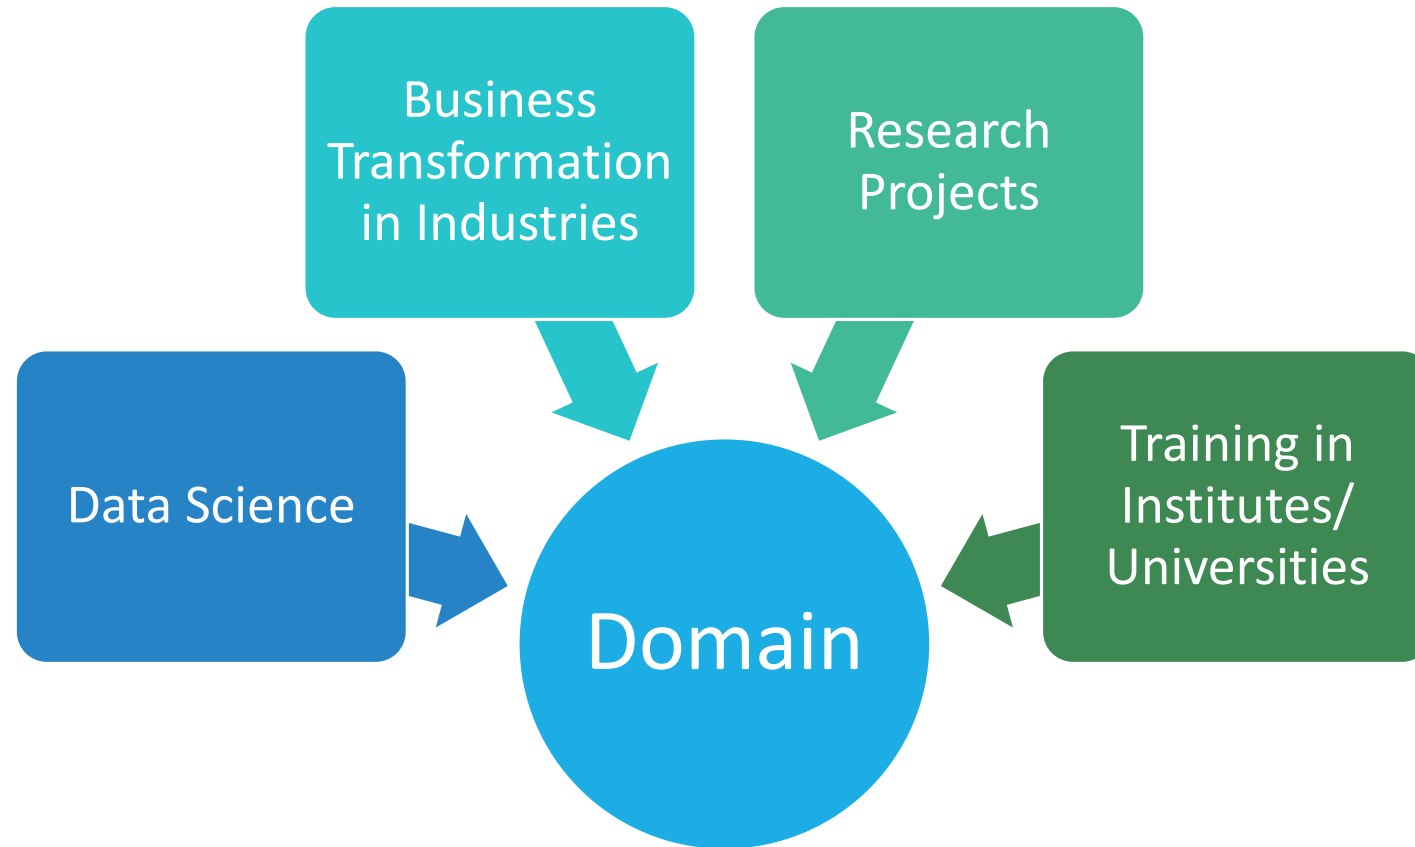 Business
Transformation
in Industries
Research
Projects
Data Science
Training in
Institutes/
Universities
Domain